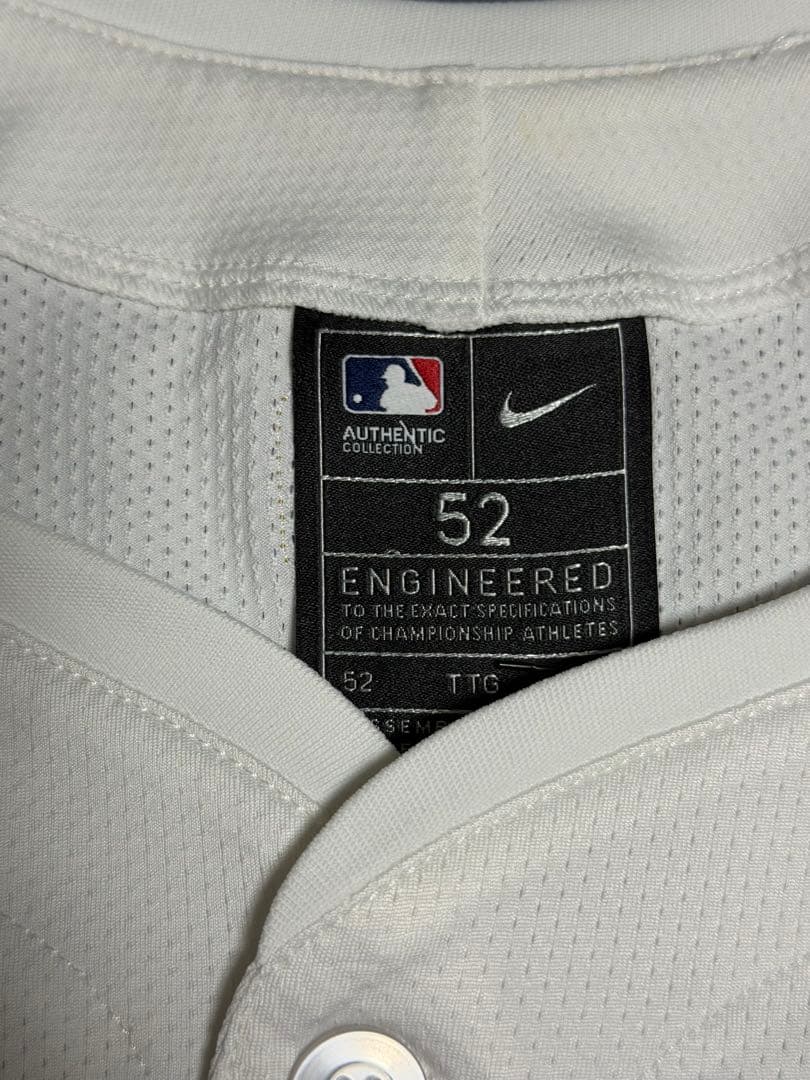 AUTHENTIC
COLLECTION
52
ENGINEERED
TO THE EXACT SPECIFICATIONS
OF CHAMPIONSHIP ATHLETES
52 TTG